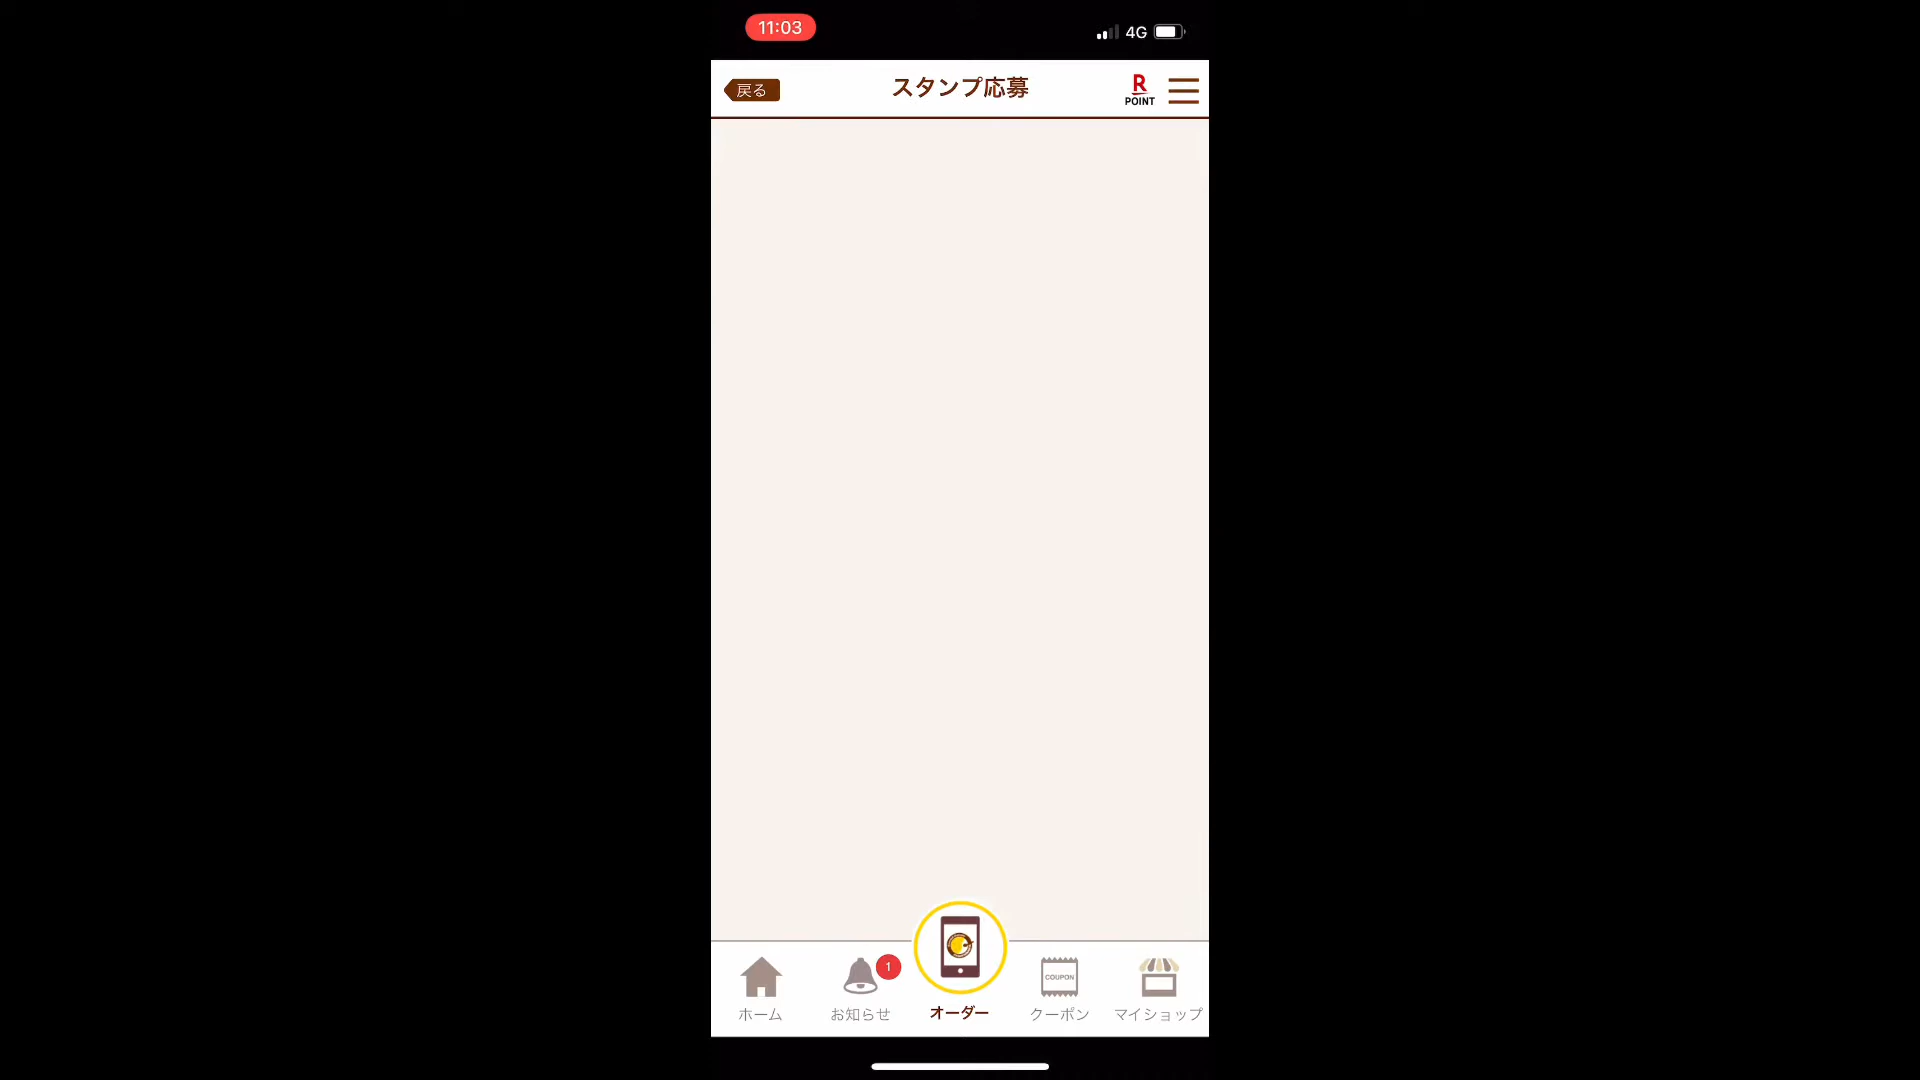 11:03
4G
戻る
スタンプ応募
R
POINT
1
COUPON
ホーム
お知らせ
オーダー
クーポン
マイショップ